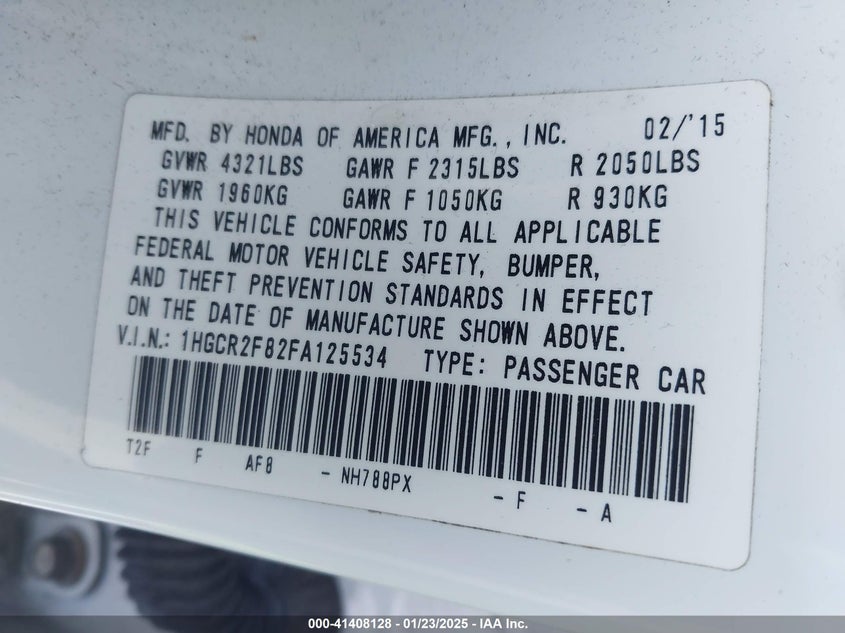 MFD. BY HONDA OF AMERICA MFG., INC. 02/'15
GVWR 4321LBS GAWR F 2315LBS R 2050LBS
GVWR 1960KG GAWR F 1050KG R 930KG
THIS VEHICLE CONFORMS TO ALL APPLICABLE
FEDERAL MOTOR VEHICLE SAFETY, BUMPER,
AND THEFT PREVENTION STANDARDS IN EFFECT
ON THE DATE OF MANUFACTURE SHOWN ABOVE.
V.I.N.: 1HGCR2F82FA125534 TYPE: PASSENGER CAR
T2F F AF8 - NH788PX - F - A
000-41408128 - 01/23/2025 - IAA Inc.